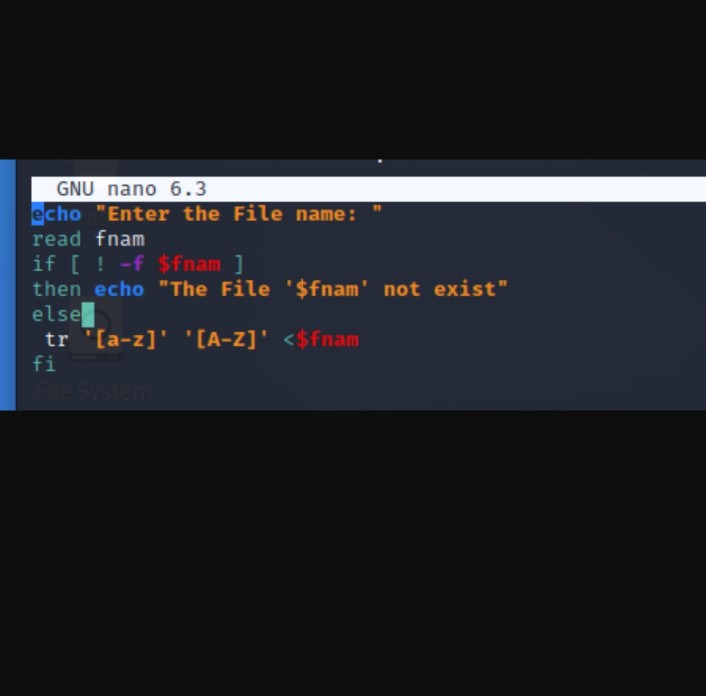 GNU nano 6.3
echo "Enter the File name: "
read fnam
if [ ! -f $fnam ]
then echo "The File '$fnam' not exist"
else
tr '[a-z]' '[A-Z]' <$fnam
fi
File System